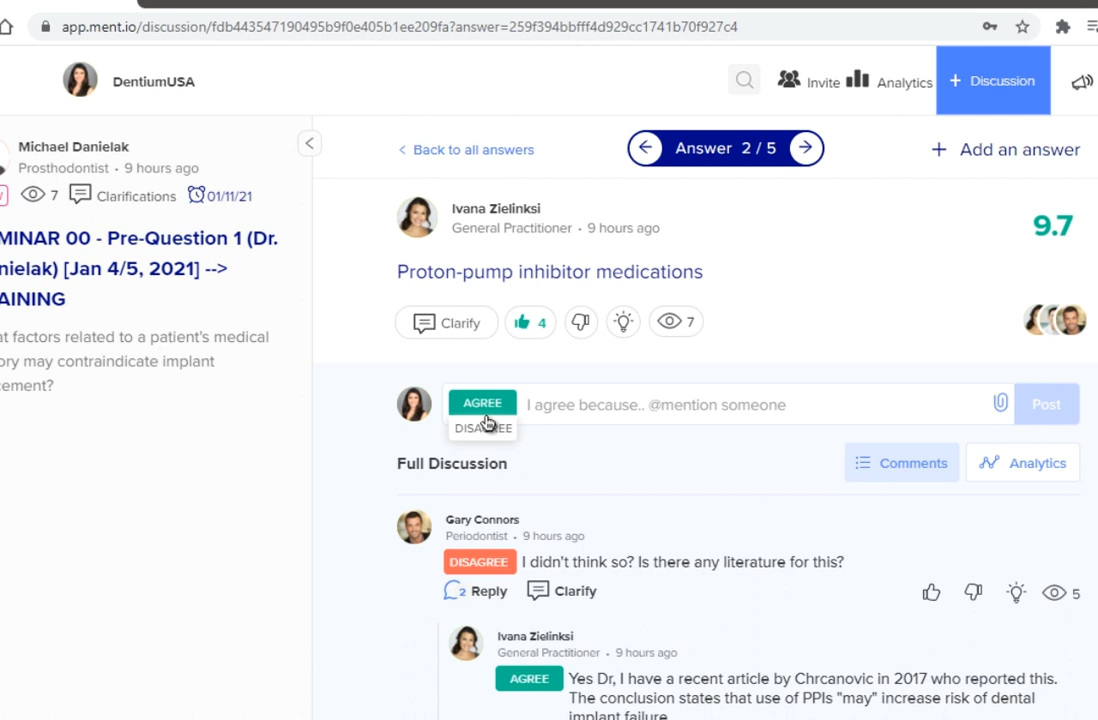 app.ment.io/discussion/fdb443547190495b9f0e405b1ee209fa?answer=259f394bbfff4d929cc1741b70f927c4
DentiumUSA
Invite
Analytics
+ Discussion
Michael Danielak
Prosthodontist • 9 hours ago
7
Clarifications
01/11/21
MINAR 00 - Pre-Question 1 (Dr.
nielak) [Jan 4/5, 2021] -->
AINING
at factors related to a patient's medical
ory may contraindicate implant
cement?
< Back to all answers
Answer 2 / 5
+ Add an answer
Ivana Zielinksi
General Practitioner • 9 hours ago
9.7
Proton-pump inhibitor medications
Clarify
4
7
AGREE
I agree because.. @mention someone
Post
DISAGREE
Full Discussion
Comments
Analytics
Gary Connors
Periodontist • 9 hours ago
DISAGREE I didn't think so? Is there any literature for this?
2 Reply
Clarify
5
Ivana Zielinksi
General Practitioner • 9 hours ago
AGREE Yes Dr, I have a recent article by Chrcanovic in 2017 who reported this.
The conclusion states that use of PPIs "may" increase risk of dental
implant failure